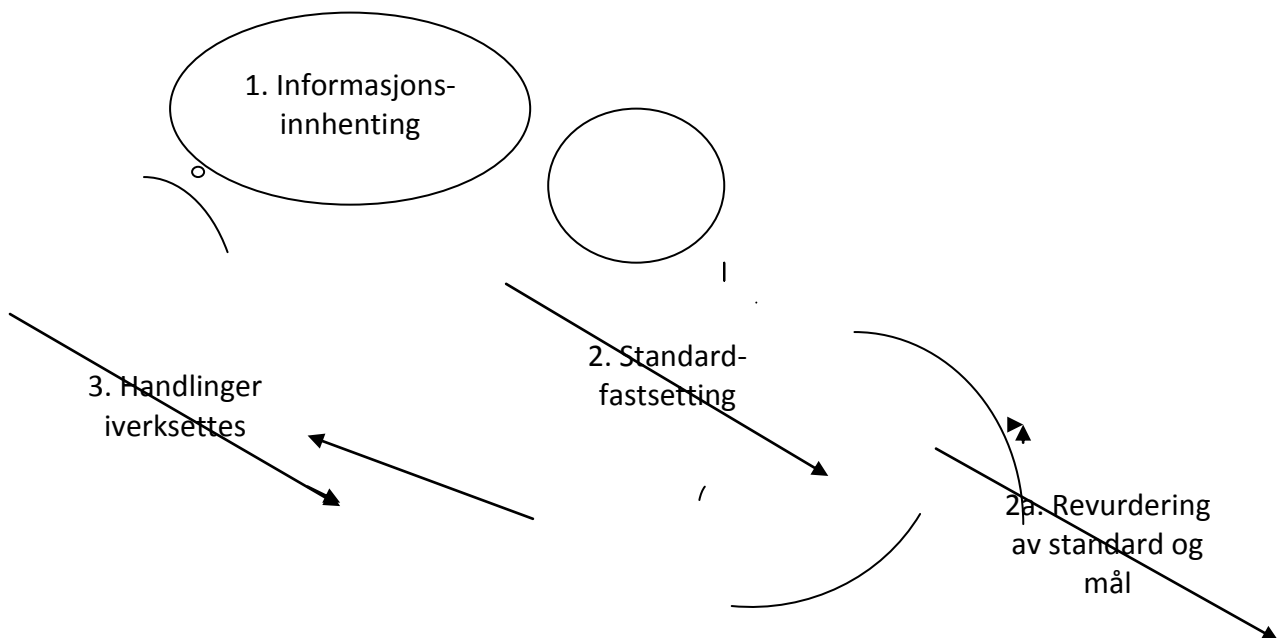 1. Informasjons-
innhenting
2. Standard-
fastsetting
3. Handlinger
iverksettes
2a. Revurdering
av standard og
mål